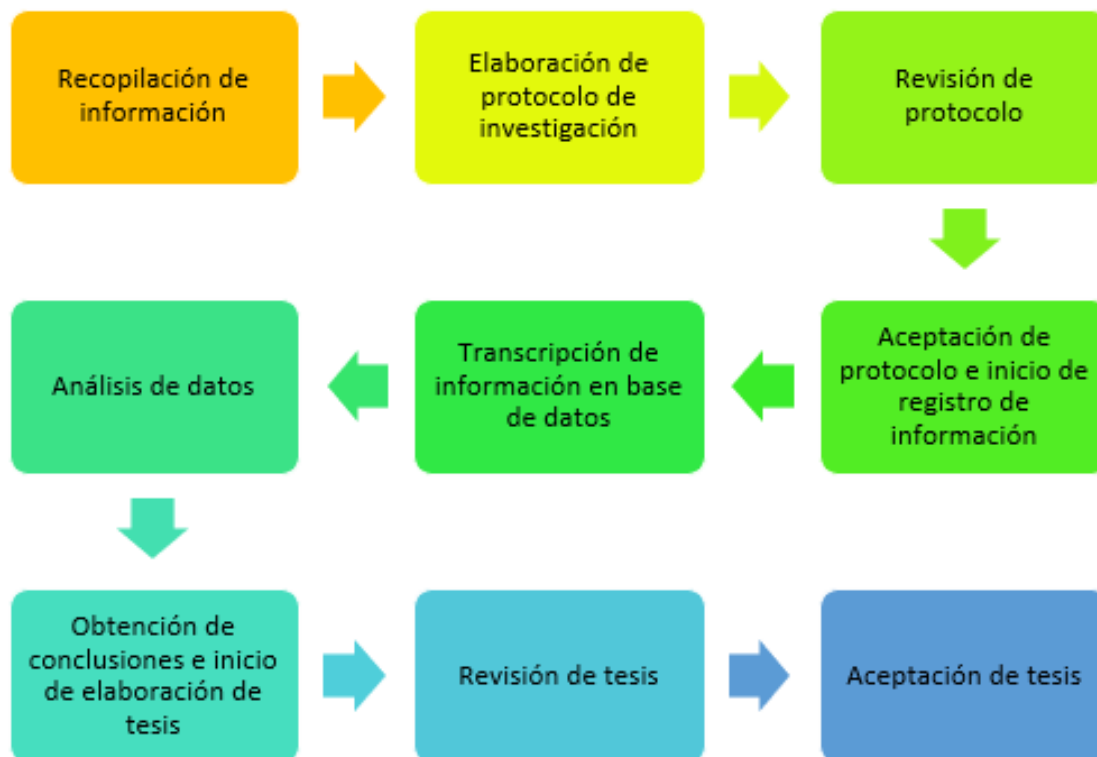 Recopilación de
información
Elaboración de
protocolo de
investigación
Revisión de
protocolo
Aceptación de
protocolo e inicio de
registro de
información
Transcripción de
información en base
de datos
Análisis de datos
Obtención de
conclusiones e inicio
de elaboración de
tesis
Revisión de tesis
Aceptación de tesis